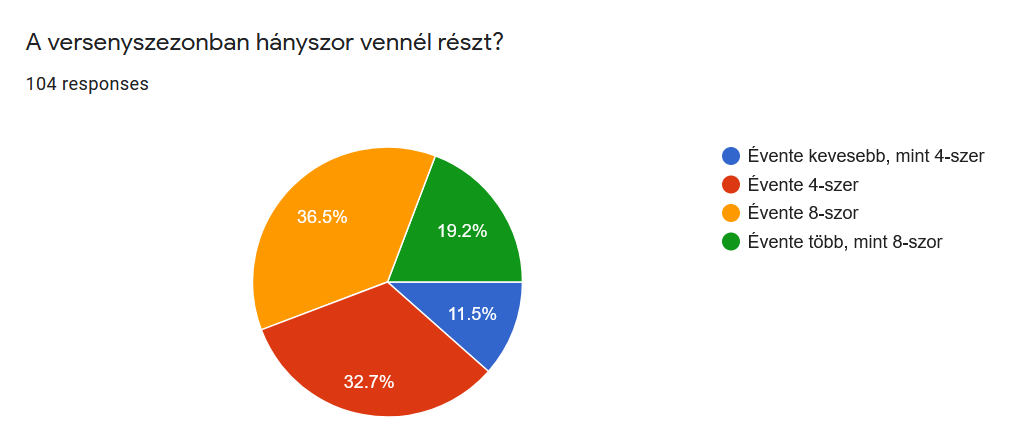 A versenyszezonban hányszor vennél részt?
104 responses
Évente kevesebb, mint 4-szer
Évente 4-szer
Évente 8-szor
Évente több, mint 8-szor
36.5%
19.2%
11.5%
32.7%